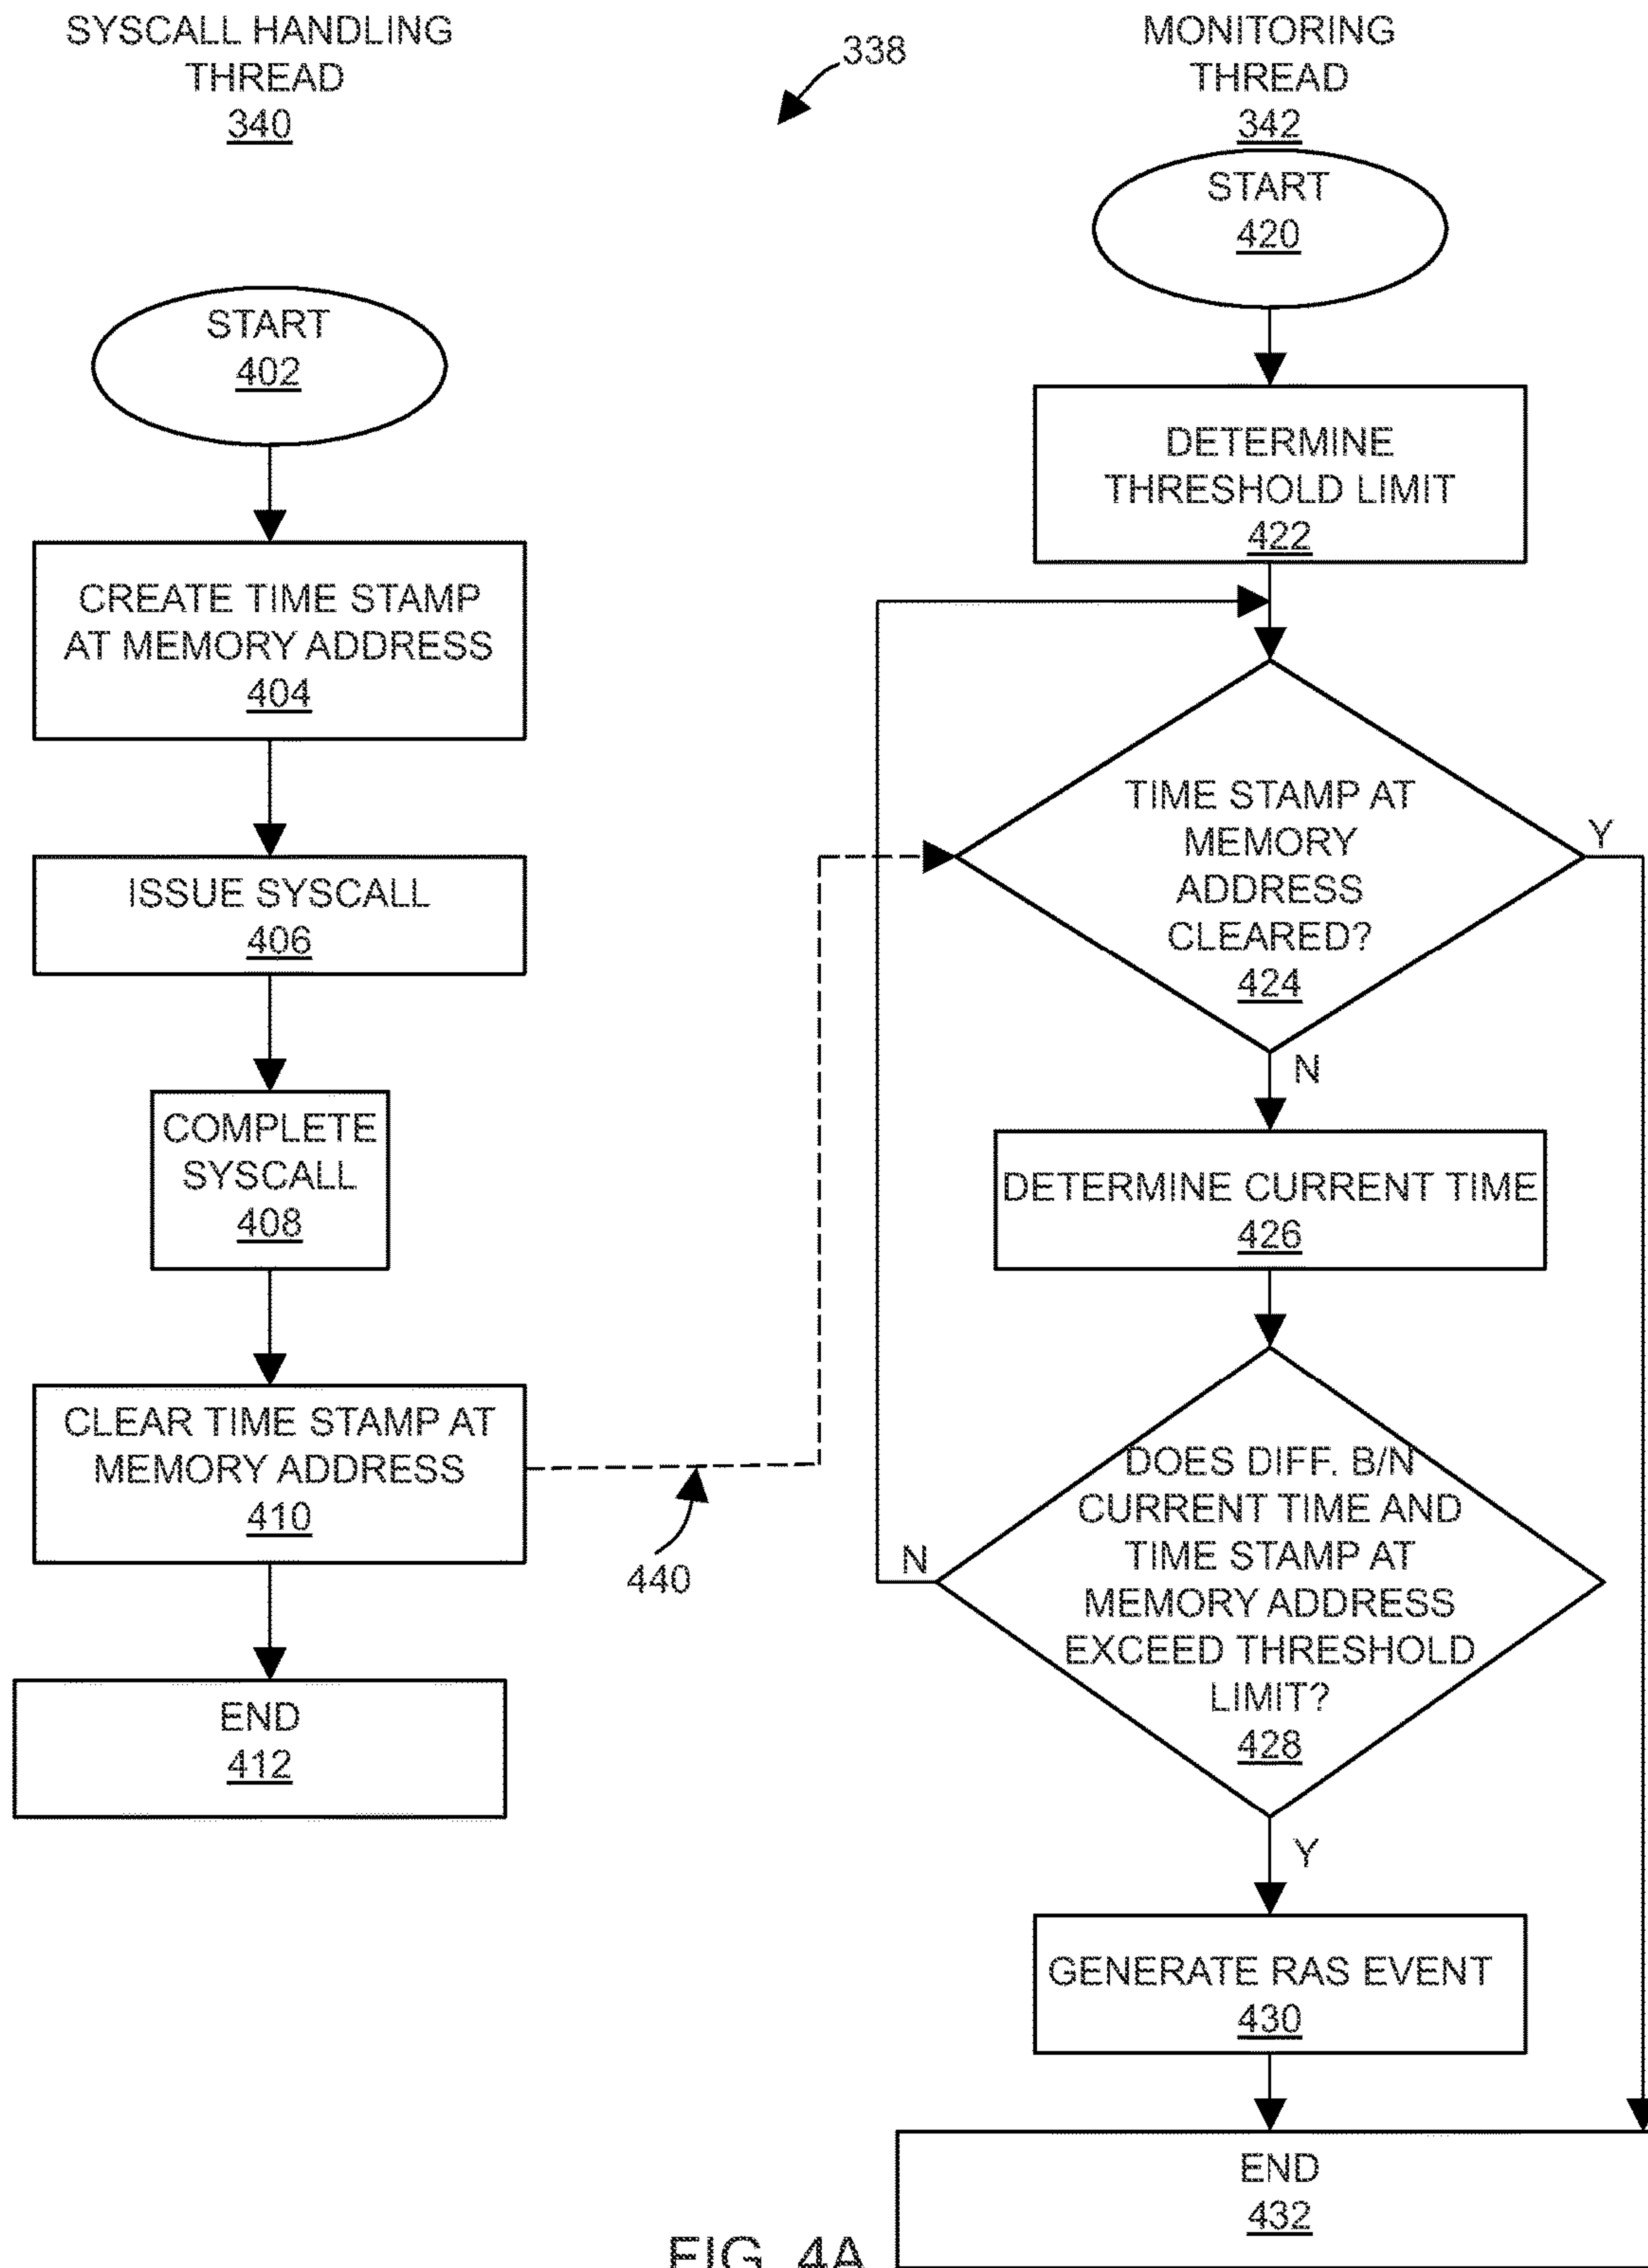 SYSCALL HANDLING
THREAD
340
338
MONITORING
THREAD
342
START
402
CREATE TIME STAMP
AT MEMORY ADDRESS
404
ISSUE SYSCALL
406
COMPLETE
SYSCALL
408
CLEAR TIME STAMP AT
MEMORY ADDRESS
410
440
END
412
START
420
DETERMINE
THRESHOLD LIMIT
422
TIME STAMP AT
MEMORY
ADDRESS
CLEARED?
424
Y
N
DETERMINE CURRENT TIME
426
DOES DIFF. B/N
CURRENT TIME AND
TIME STAMP AT
MEMORY ADDRESS
EXCEED THRESHOLD
LIMIT?
428
N
Y
GENERATE RAS EVENT
430
END
432
FIG. 4A